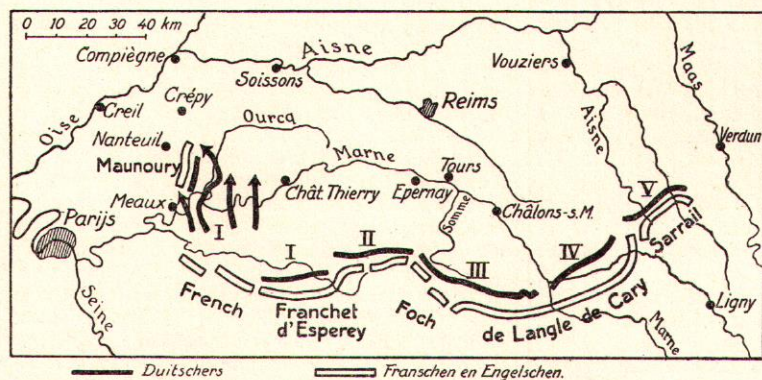 0 10 20 30 40 km
Compiègne
Aisne
Soissons
Vouziers
Maas
Creil
Crépy
Reims
Oise
Ourcq
Aisne
Nanteuil
Marne
Verdun
Maunoury
Tours
V
Meaux
Chât. Thierry
Epernay
Châlons-s.M.
Parijs
I
Somme
Sarrail
I
II
III
IV
French
Franchet
d'Esperey
Foch
de Langle de Cary
Ligny
Seine
Marne
Duitschers
Franschen en Engelschen.